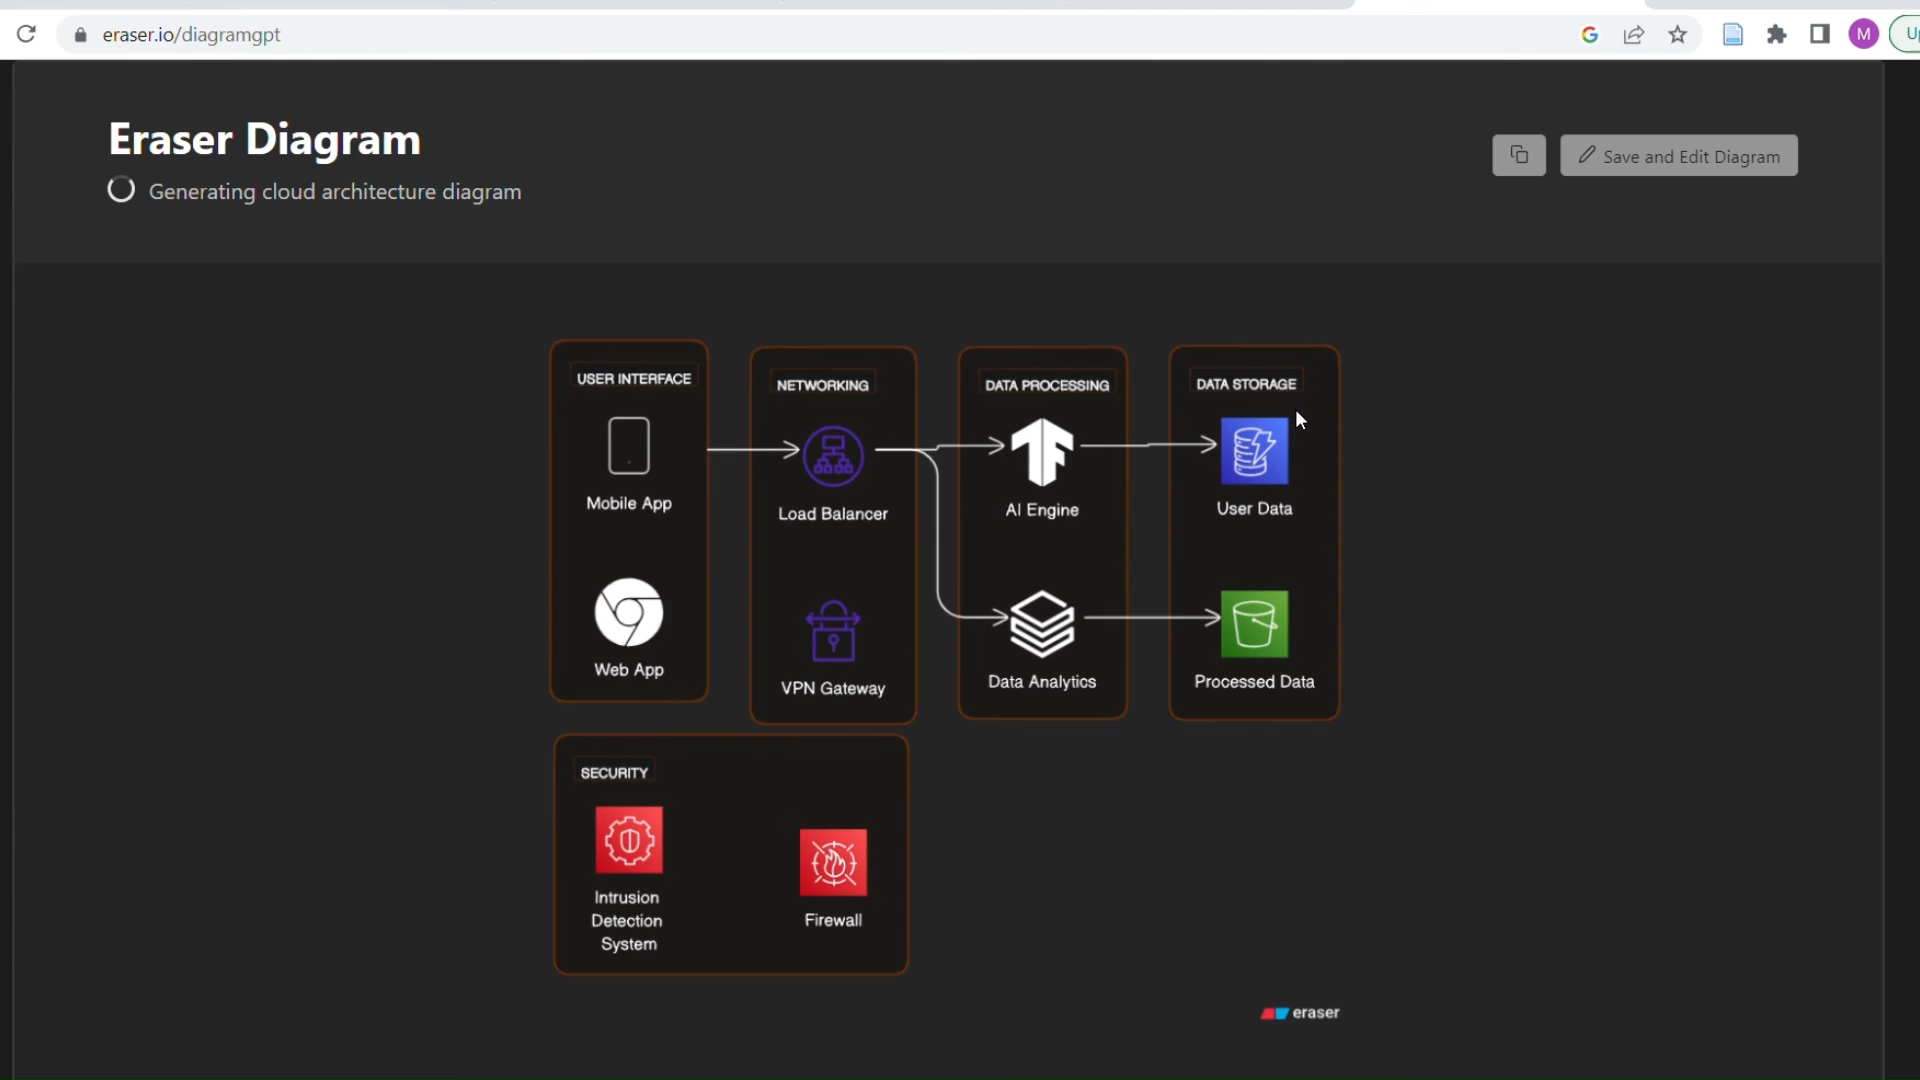 eraser.io/diagramgpt
M
Eraser Diagram
Generating cloud architecture diagram
Save and Edit Diagram
USER INTERFACE
NETWORKING
DATA PROCESSING
DATA STORAGE
Mobile App
Load Balancer
AI Engine
User Data
Web App
VPN Gateway
Data Analytics
Processed Data
SECURITY
Intrusion
Detection
System
Firewall
eraser